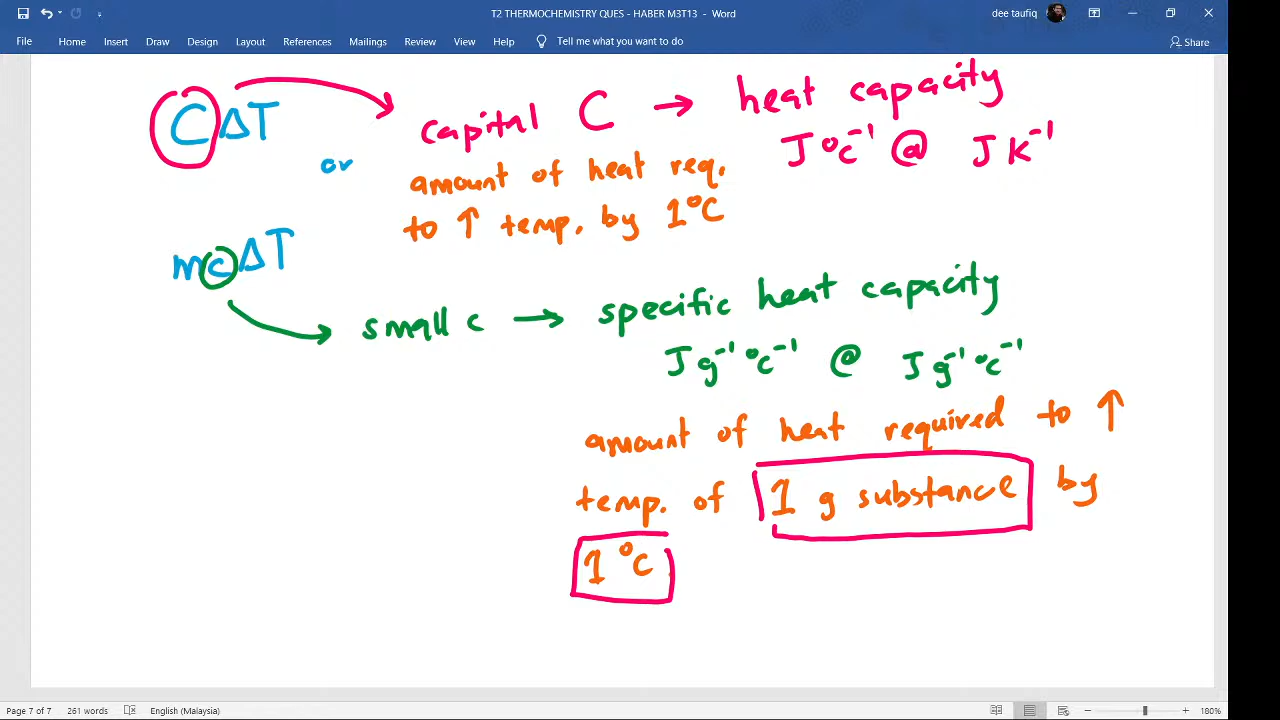 T2 THERMOCHEMISTRY QUES - HABER M3T13 - Word
dee taufiq
File Home Insert Draw Design Layout References Mailings Review View Help Tell me what you want to do Share
CΔT
capital C → heat capacity
J °C⁻¹ @ J K⁻¹
or
amount of heat req.
to ↑ temp. by 1°C
mcΔT
small c → specific heat capacity
J g⁻¹ °C⁻¹ @ J g⁻¹ °C⁻¹
amount of heat required to ↑
temp. of 1 g substance by
1 °C
Page 7 of 7 261 words English (Malaysia) 180%